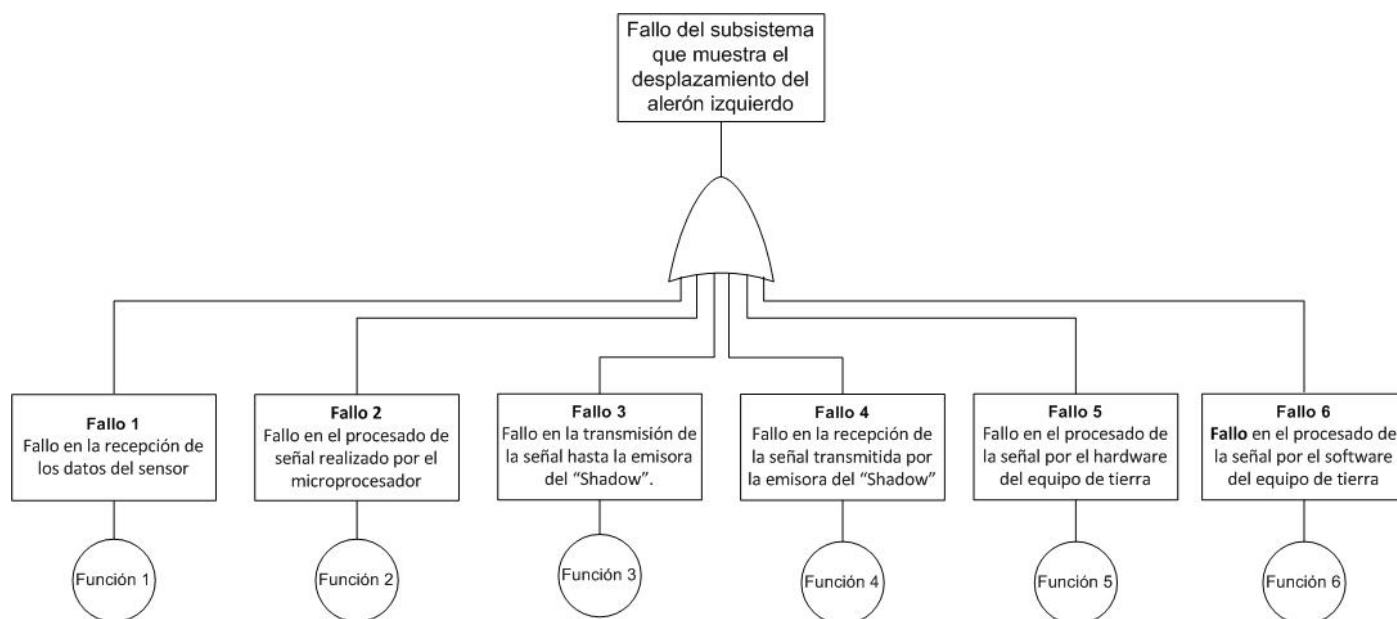 Fallo del subsistema
que muestra el
desplazamiento del
alerón izquierdo
Fallo 1
Fallo en la recepción de
los datos del sensor
Fallo 2
Fallo en el procesado de
señal realizado por el
microprocesador
Fallo 3
Fallo en la transmisión de
la señal hasta la emisora
del “Shadow”.
Fallo 4
Fallo en la recepción de
la señal transmitida por
la emisora del “Shadow”
Fallo 5
Fallo en el procesado de
la señal por el hardware
del equipo de tierra
Fallo 6
Fallo en el procesado de
la señal por el software
del equipo de tierra
Función 1
Función 2
Función 3
Función 4
Función 5
Función 6